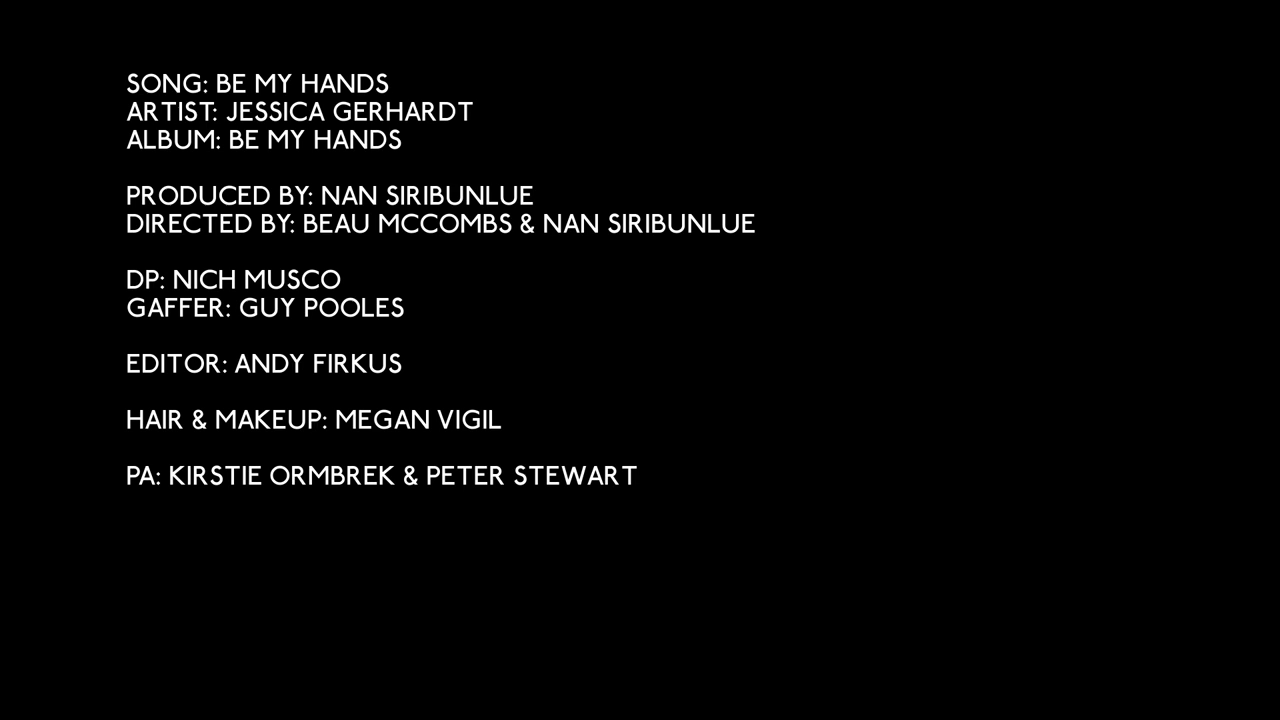 SONG: BE MY HANDS
ARTIST: JESSICA GERHARDT
ALBUM: BE MY HANDS
PRODUCED BY: NAN SIRIBUNLUE
DIRECTED BY: BEAU MCCOMBS & NAN SIRIBUNLUE
DP: NICH MUSCO
GAFFER: GUY POOLES
EDITOR: ANDY FIRKUS
HAIR & MAKEUP: MEGAN VIGIL
PA: KIRSTIE ORMBREK & PETER STEWART